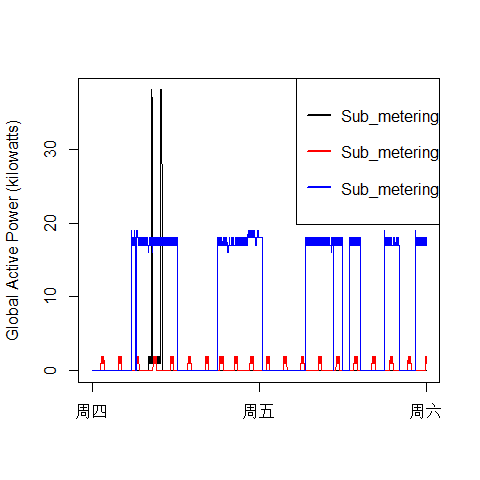 Sub_metering
Sub_metering
Sub_metering
Global Active Power (kilowatts)
30
20
10
0
周四 周五 周六